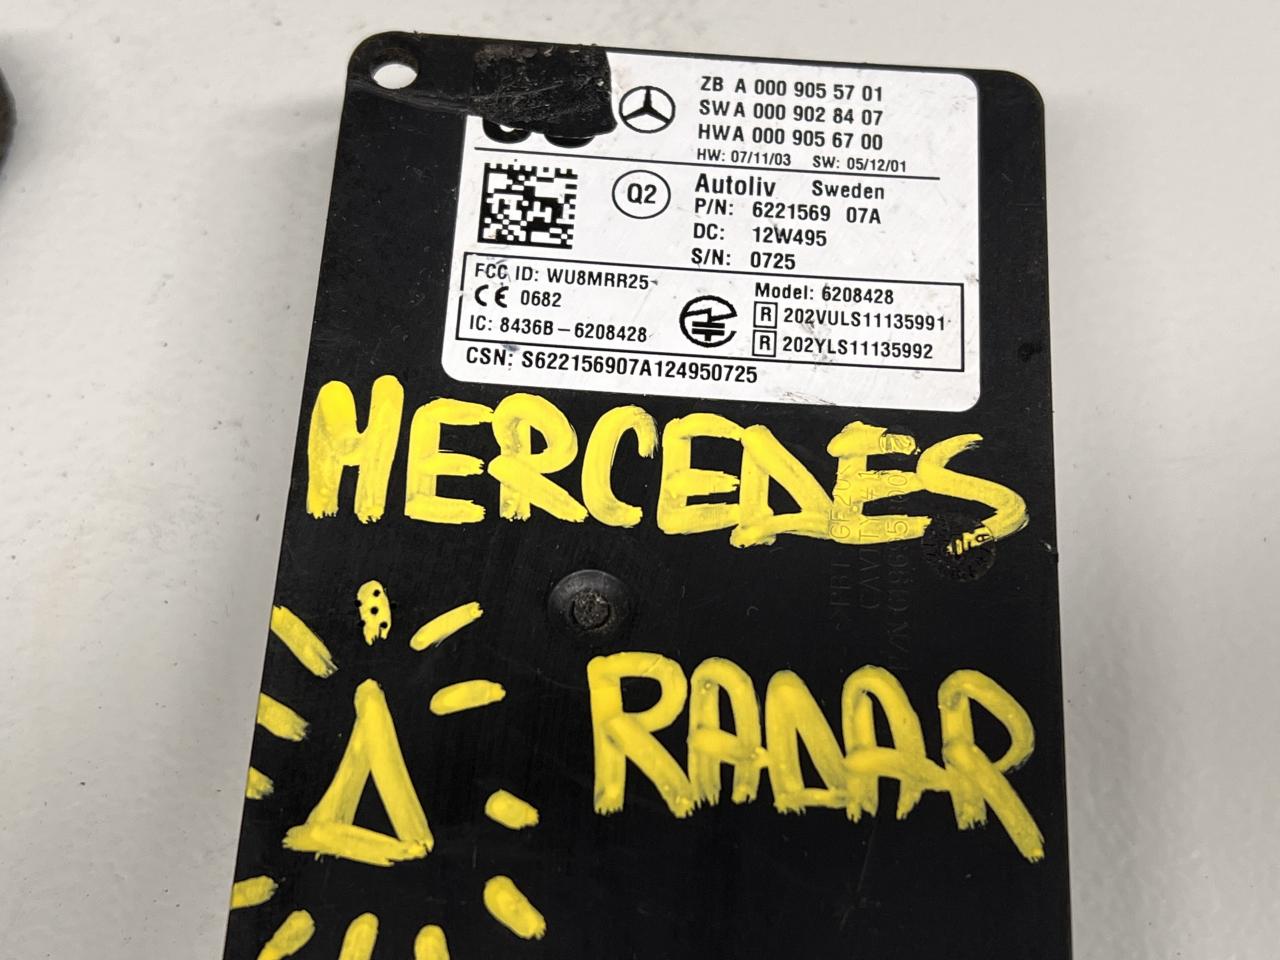 ZB A 000 905 57 01
SW A 000 902 84 07
HW A 000 905 67 00
HW: 07/11/03 SW: 05/12/01
Q2
Autoliv Sweden
P/N: 6221569 07A
DC: 12W495
S/N: 0725
FCC ID: WU8MRR25
CE 0682
IC: 8436B-6208428
Model: 6208428
R 202VULS11135991
R 202YLS11135992
CSN: S622156907A124950725
MERCEDES
RADAR